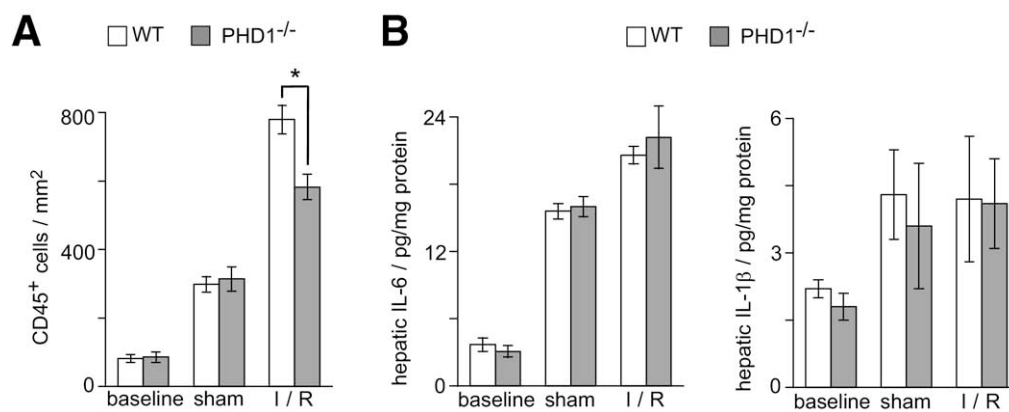 A
WT PHD1-/-
CD45+ cells / mm2
800
400
0
baseline sham I / R
*
B
WT PHD1-/-
hepatic IL-6 / pg/mg protein
24
12
0
baseline sham I / R
hepatic IL-1β / pg/mg protein
6
3
0
baseline sham I / R